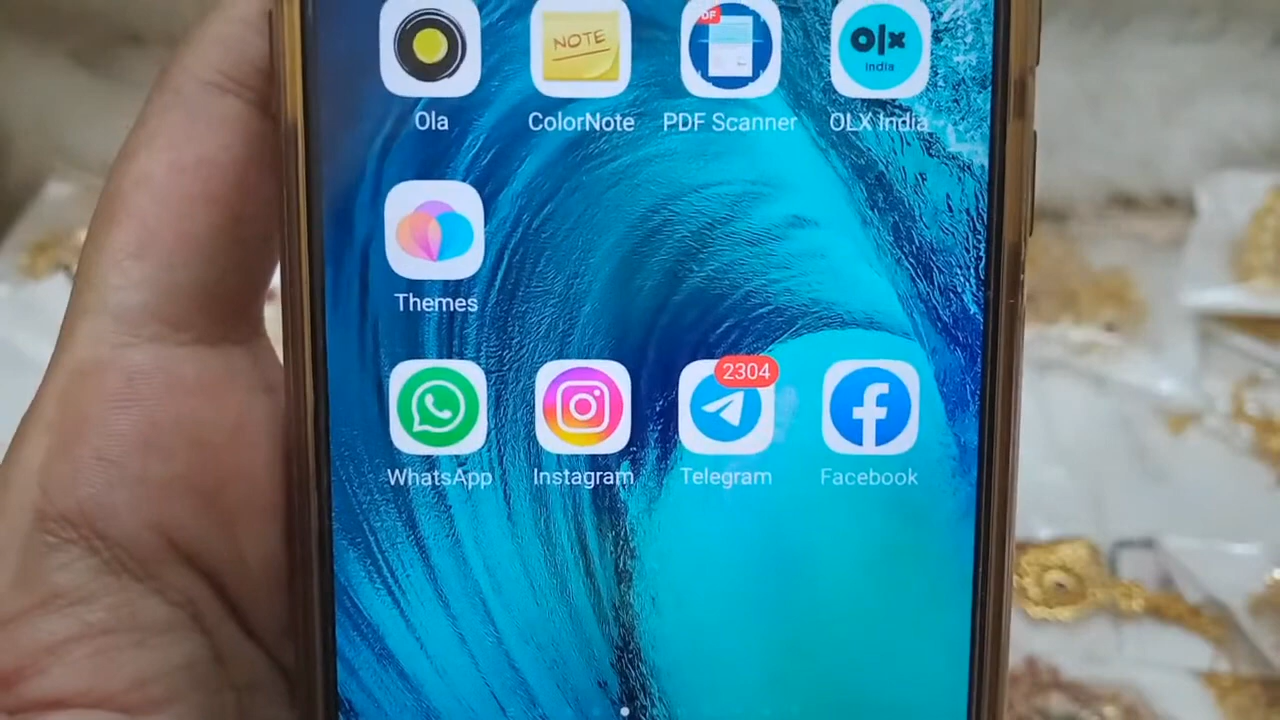 NOTE
PDF
olx
india
Ola
ColorNote
PDF Scanner
OLX India
Themes
2304
WhatsApp
Instagram
Telegram
Facebook